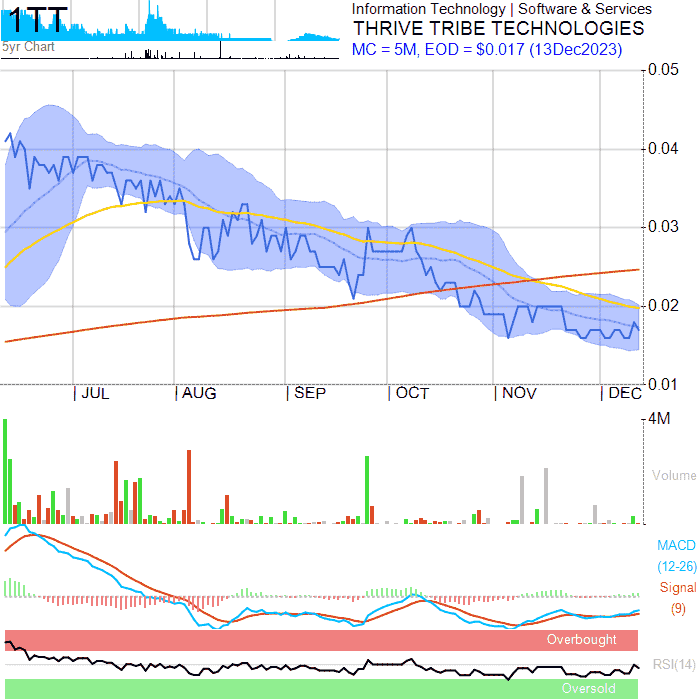 1TT
5yr Chart
Information Technology | Software & Services
THRIVE TRIBE TECHNOLOGIES
MC = 5M, EOD = $0.017 (13Dec2023)
0.05
0.04
0.03
0.02
0.01
| JUL | AUG | SEP | OCT | NOV | DEC
4M
Volume
MACD
(12-26)
Signal
(9)
Overbought
RSI(14)
Oversold